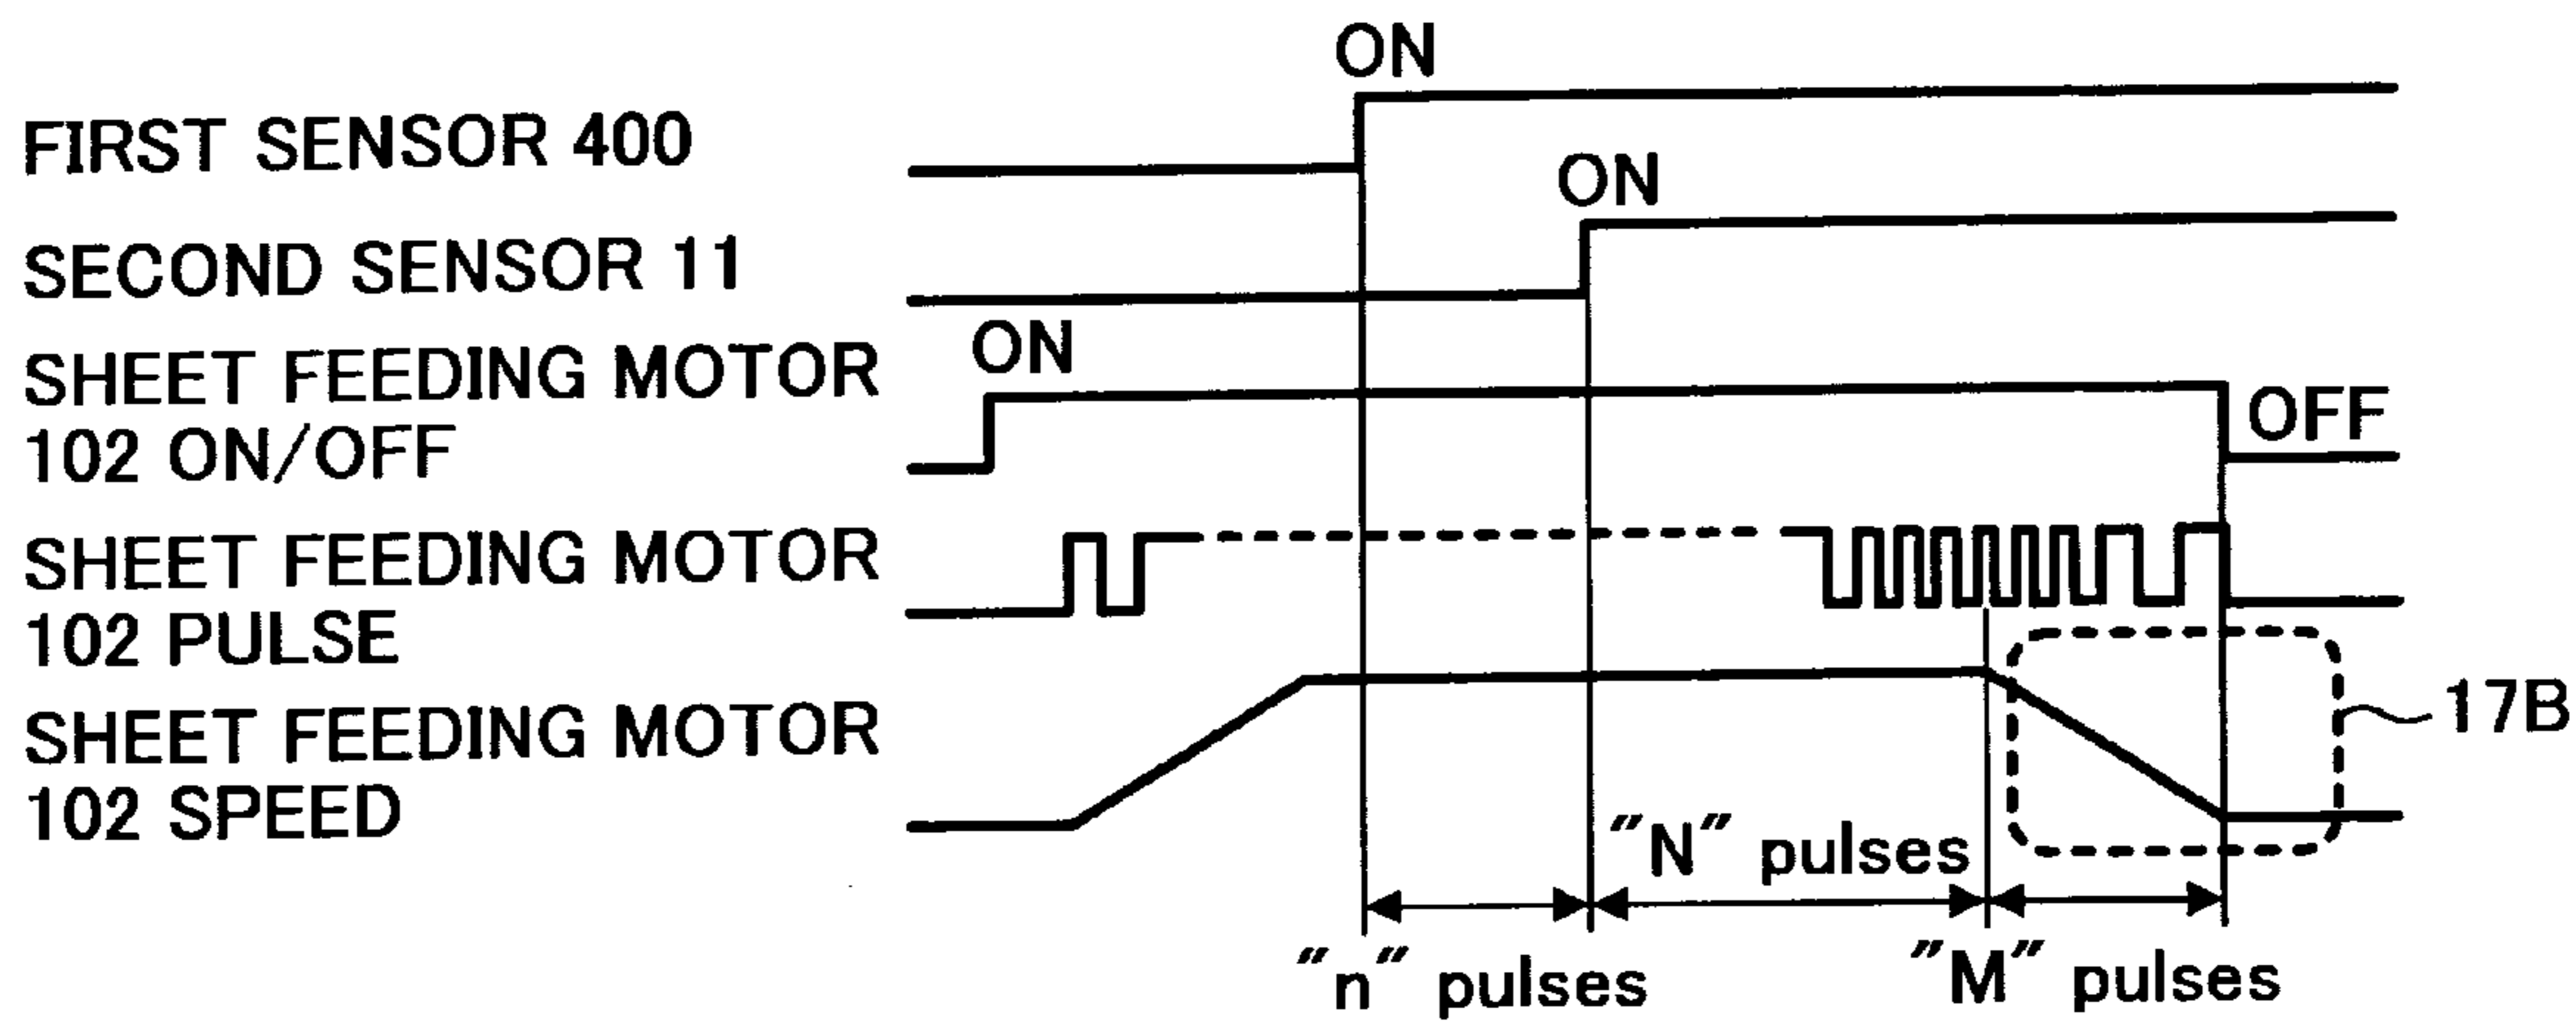 ON
FIRST SENSOR 400
ON
SECOND SENSOR 11
ON
SHEET FEEDING MOTOR
102 ON/OFF
OFF
SHEET FEEDING MOTOR
102 PULSE
SHEET FEEDING MOTOR
102 SPEED
17B
"N" pulses
"n" pulses
"M" pulses